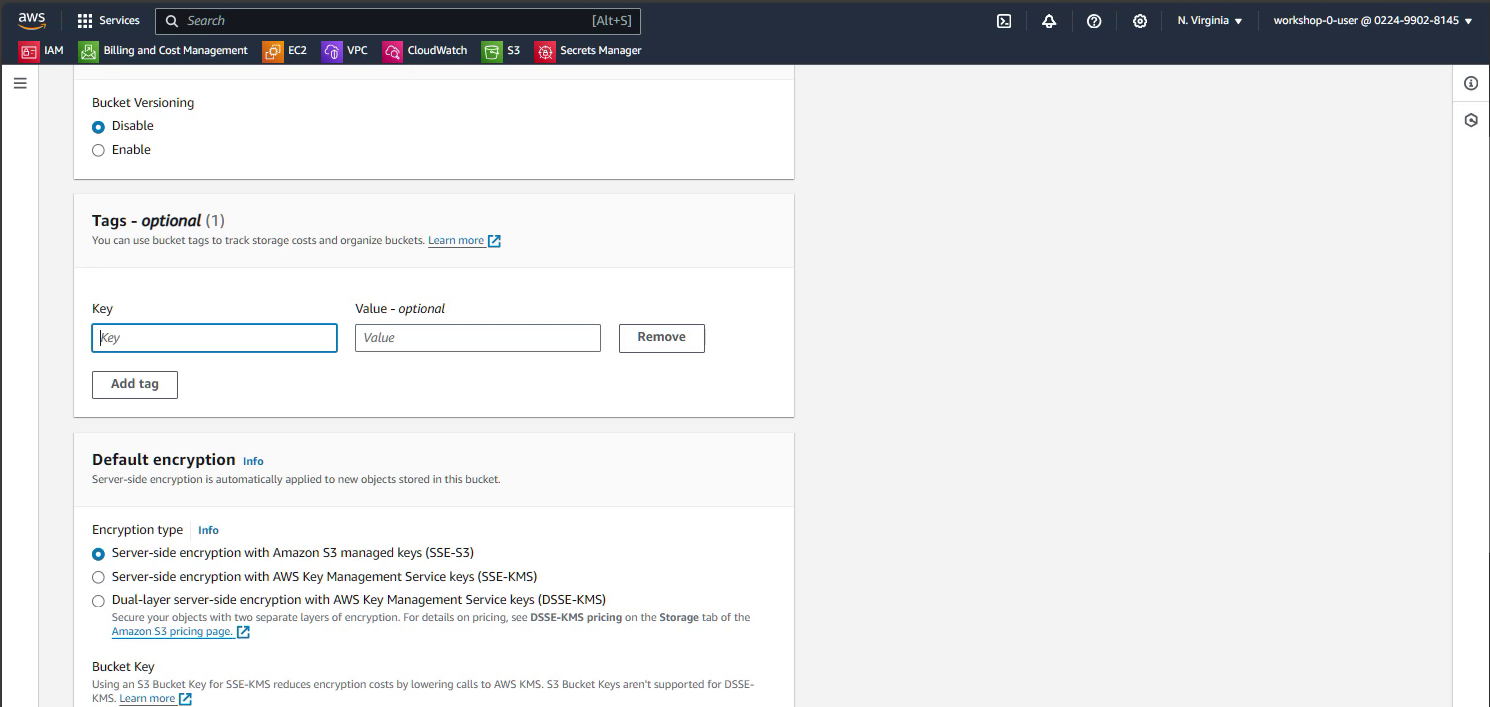 aws Services Search [Alt+S] N. Virginia workshop-0-user @ 0224-9902-8145
IAM Billing and Cost Management EC2 VPC CloudWatch S3 Secrets Manager
Bucket Versioning
Disable
Enable
Tags - optional (1)
You can use bucket tags to track storage costs and organize buckets. Learn more
Key Value - optional
Key Value Remove
Add tag
Default encryption Info
Server-side encryption is automatically applied to new objects stored in this bucket.
Encryption type Info
Server-side encryption with Amazon S3 managed keys (SSE-S3)
Server-side encryption with AWS Key Management Service keys (SSE-KMS)
Dual-layer server-side encryption with AWS Key Management Service keys (DSSE-KMS)
Secure your objects with two separate layers of encryption. For details on pricing, see DSSE-KMS pricing on the Storage tab of the
Amazon S3 pricing page.
Bucket Key
Using an S3 Bucket Key for SSE-KMS reduces encryption costs by lowering calls to AWS KMS. S3 Bucket Keys aren't supported for DSSE-
KMS. Learn more